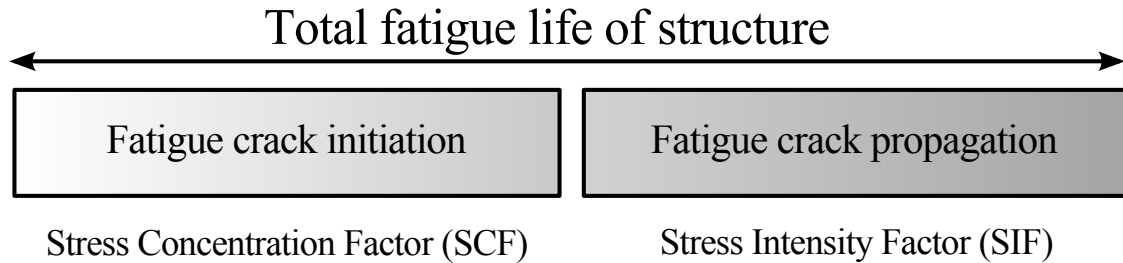 Total fatigue life of structure
Fatigue crack initiation
Fatigue crack propagation
Stress Concentration Factor (SCF)
Stress Intensity Factor (SIF)